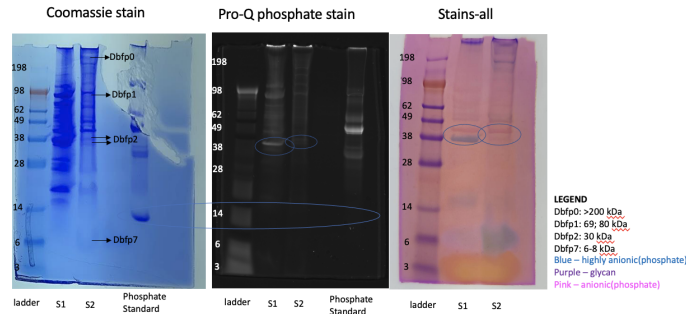 Coomassie stain
Pro-Q phosphate stain
Stains-all
198
98
62
49
38
28
14
6
3
Dbfp0
Dbfp1
Dbfp2
Dbfp7
ladder
S1
S2
Phosphate
Standard
198
98
62
49
38
28
14
6
3
ladder
S1
S2
Phosphate
Standard
198
98
62
49
38
28
14
6
3
ladder
S1
S2
LEGEND
Dbfp0: >200 kDa
Dbfp1: 69; 80 kDa
Dbfp2: 30 kDa
Dbfp7: 6-8 kDa
Blue – highly anionic(phosphate)
Purple – glycan
Pink – anionic(phosphate)